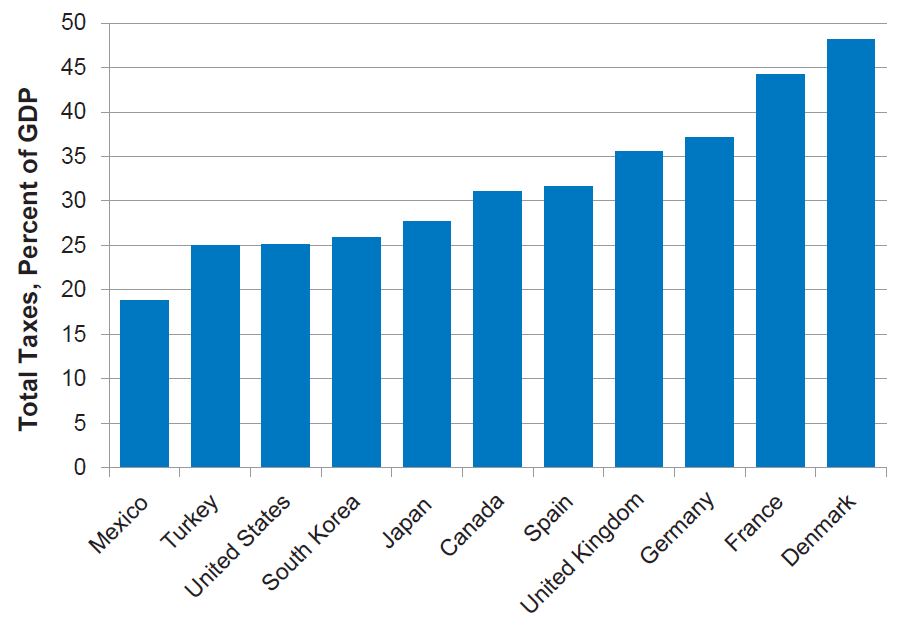 Total Taxes, Percent of GDP
50
45
40
35
30
25
20
15
10
5
0
Mexico
Turkey
United States
South Korea
Japan
Canada
Spain
United Kingdom
Germany
France
Denmark